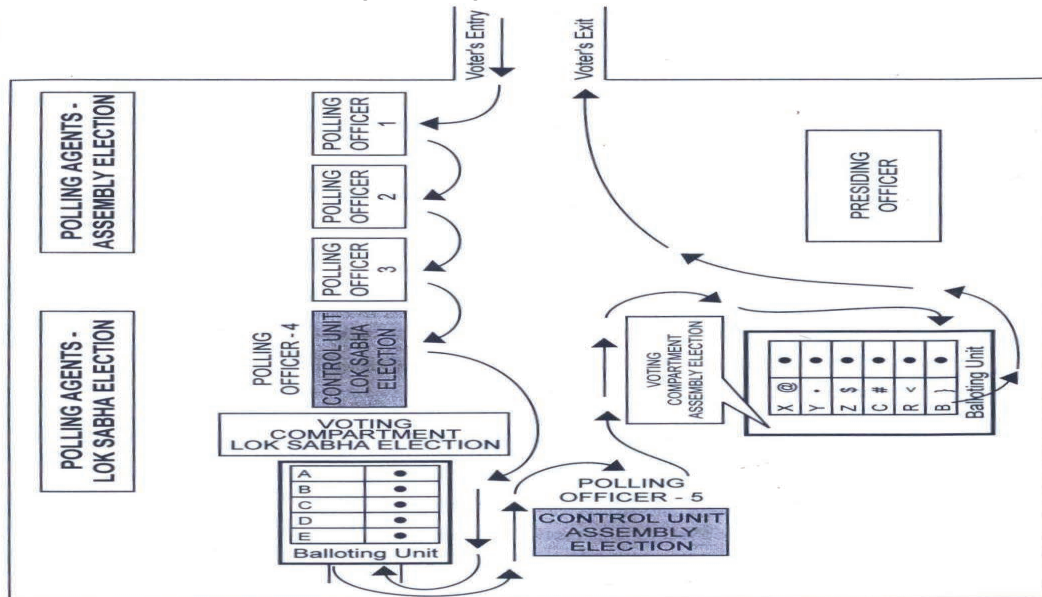 Voter's Entry
Voter's Exit
POLLING AGENTS -
ASSEMBLY ELECTION
POLLING
OFFICER
1
POLLING
OFFICER
2
POLLING
OFFICER
3
PRESIDING
OFFICER
POLLING AGENTS -
LOK SABHA ELECTION
POLLING
OFFICER - 4
CONTROL UNIT
LOK SABHA
ELECTION
VOTING
COMPARTMENT
LOK SABHA ELECTION
A
B
C
D
E
Balloting Unit
VOTING
COMPARTMENT
ASSEMBLY ELECTION
X @
Y •
Z $
C #
R <
B }
Balloting Unit
POLLING
OFFICER - 5
CONTROL UNIT
ASSEMBLY
ELECTION